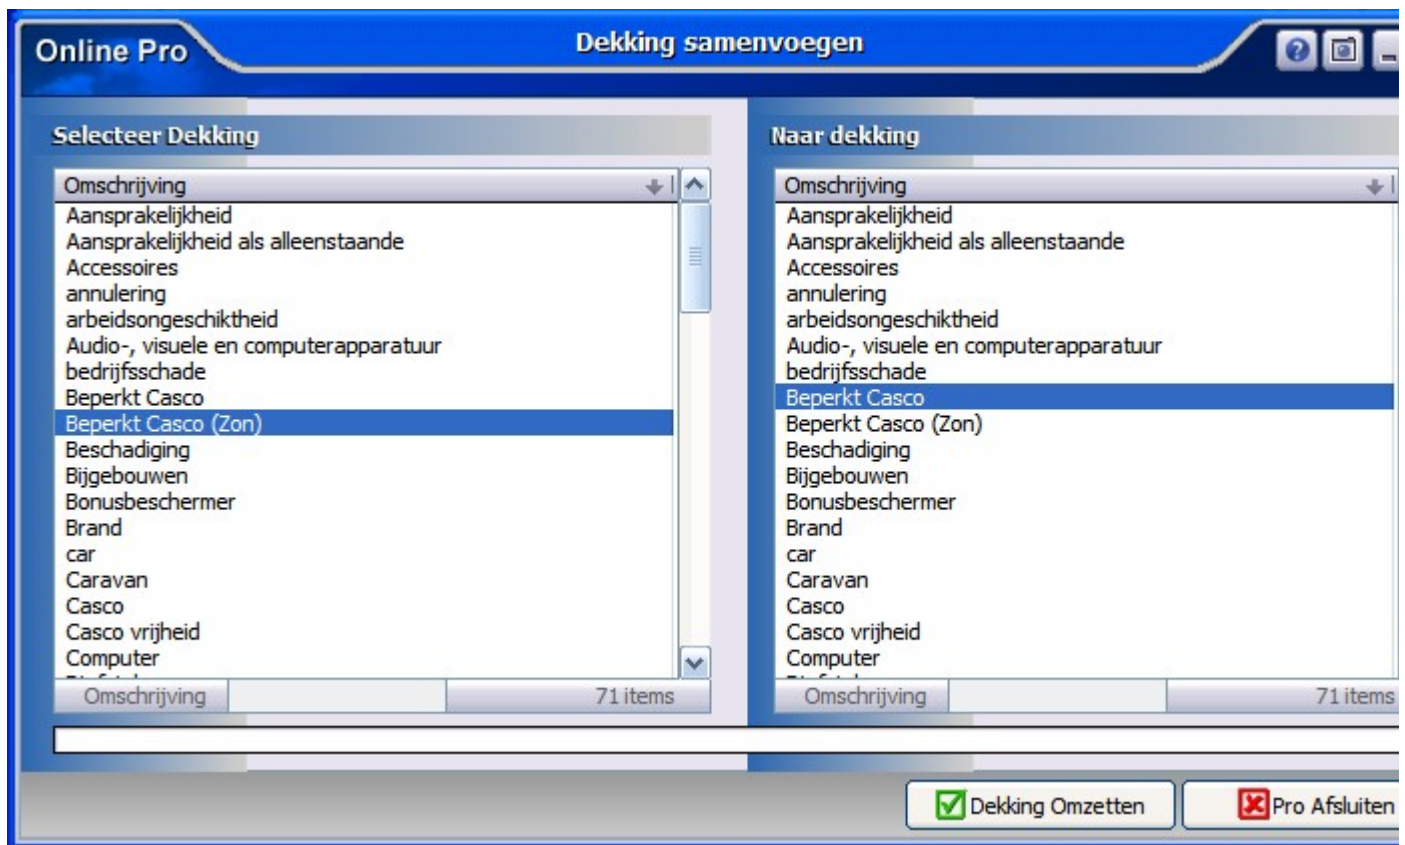 Online Pro
Dekking samenvoegen
Selecteer Dekking
Omschrijving
Aansprakelijkheid
Aansprakelijkheid als alleenstaande
Accessoires
annulering
arbeidsongeschiktheid
Audio-, visuele en computerapparatuur
bedrijfsschade
Beperkt Casco
Beperkt Casco (Zon)
Beschadiging
Bijgebouwen
Bonusbeschermer
Brand
car
Caravan
Casco
Casco vrijheid
Computer
Omschrijving 71 items
Naar dekking
Omschrijving
Aansprakelijkheid
Aansprakelijkheid als alleenstaande
Accessoires
annulering
arbeidsongeschiktheid
Audio-, visuele en computerapparatuur
bedrijfsschade
Beperkt Casco
Beperkt Casco (Zon)
Beschadiging
Bijgebouwen
Bonusbeschermer
Brand
car
Caravan
Casco
Casco vrijheid
Computer
Omschrijving 71 items
Dekking Omzetten
Pro Afsluiten